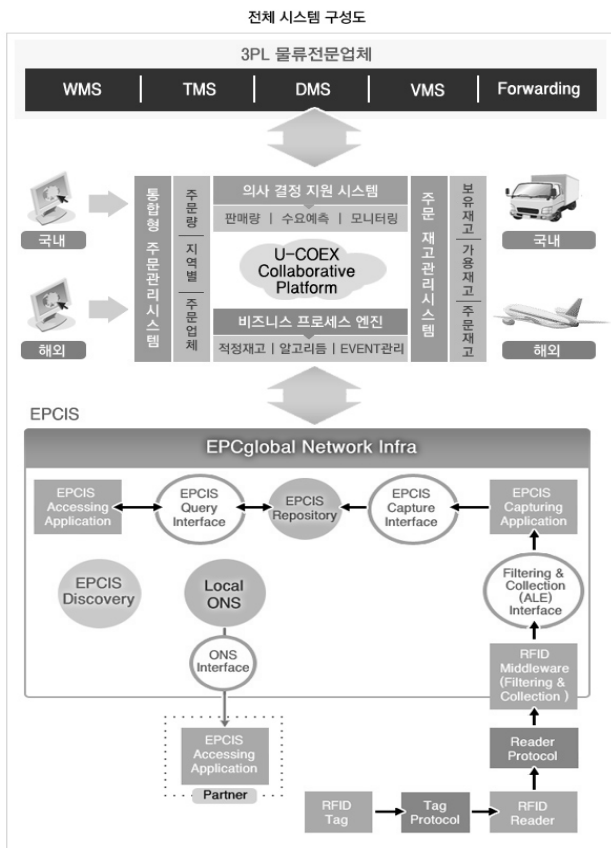 전체 시스템 구성도
3PL 물류전문업체
WMS | TMS | DMS | VMS | Forwarding
국내
해외
통합형 주문관리시스템
주문량 | 지역별 | 주문업체
의사 결정 지원 시스템
판매량 | 수요예측 | 모니터링
U-COEX
Collaborative
Platform
비즈니스 프로세스 엔진
적정재고 | 알고리듬 | EVENT관리
주문 재고관리시스템
보유재고 | 가용재고 | 주문재고
국내
해외
EPCIS
EPCglobal Network Infra
EPCIS
Accessing
Application
EPCIS
Query
Interface
EPCIS
Repository
EPCIS
Capture
Interface
EPCIS
Capturing
Application
EPCIS
Discovery
Local
ONS
Filtering &
Collection
(ALE)
Interface
ONS
Interface
RFID
Middleware
(Filtering &
Collection )
EPCIS
Accessing
Application
Partner
Reader
Protocol
RFID
Tag
Tag
Protocol
RFID
Reader